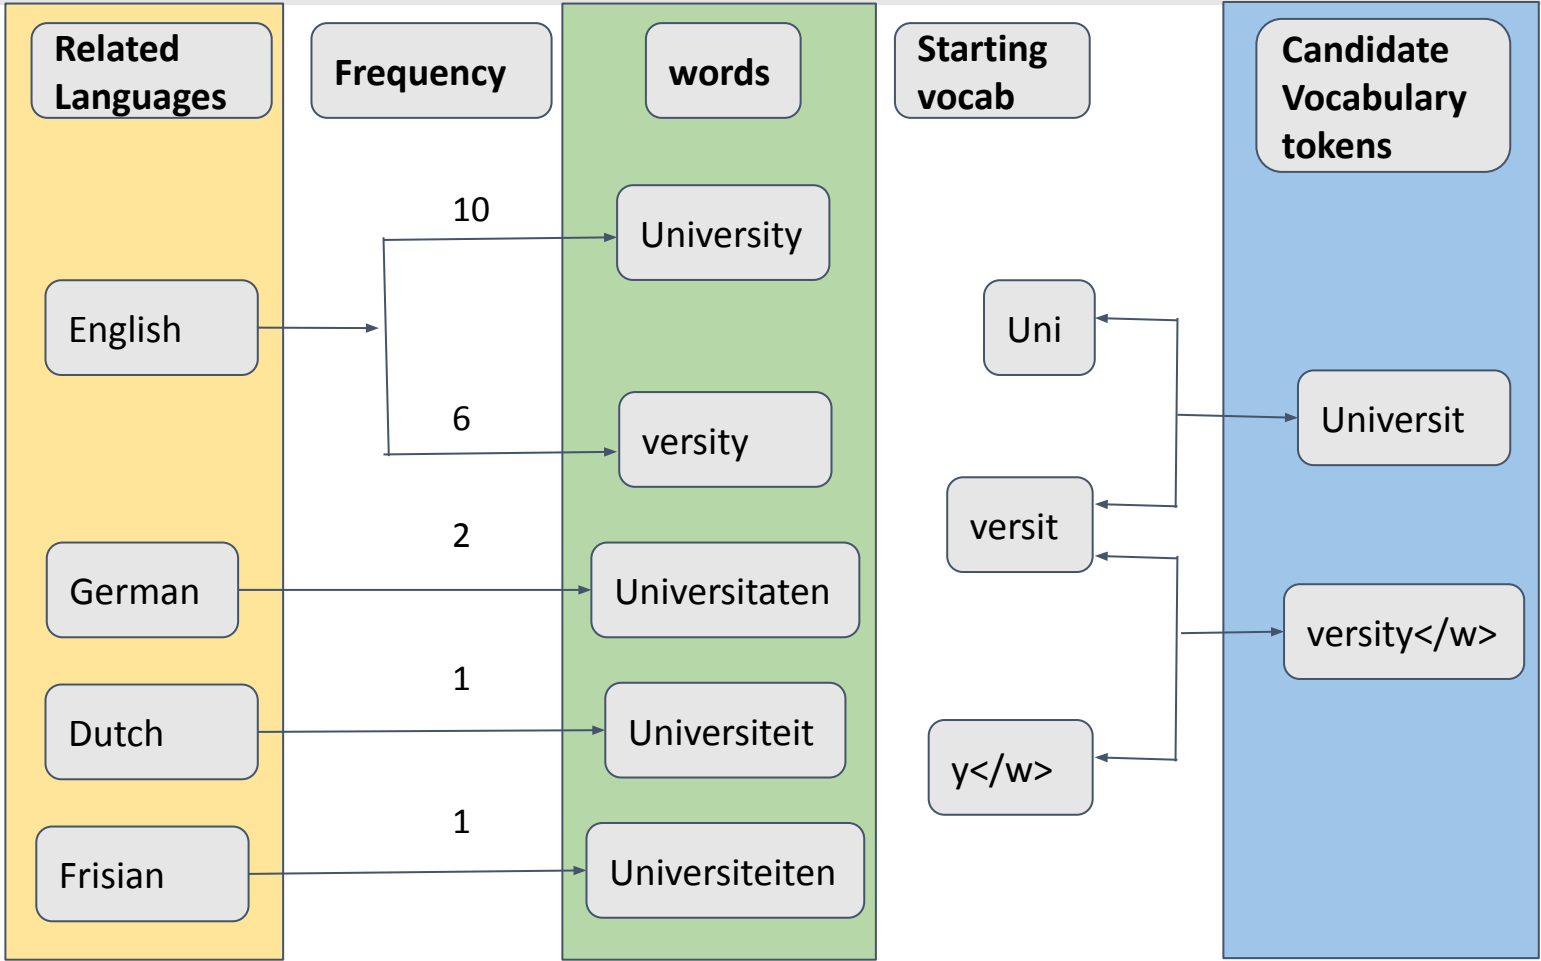 Related
Languages
Frequency
words
Starting
vocab
Candidate
Vocabulary
tokens
10
University
English
Uni
6
versity
Universit
versit
2
German
Universitaten
versity</w>
1
Dutch
Universiteit
y</w>
1
Frisian
Universiteiten